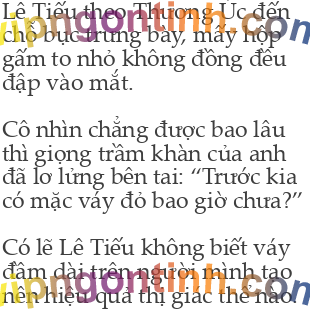 Lê Tiếu theo Thương Úc đến
chỗ bục trưng bày, mấy hộp
gấm to nhỏ không đồng đều
đập vào mắt.
Cô nhìn chẳng được bao lâu
thì giọng trầm khàn của anh
đã lơ lửng bên tai: “Trước kia
có mặc váy đỏ bao giờ chưa?”
Có lẽ Lê Tiếu không biết váy
đầm dài trên người mình tạo
nên hiệu quả thị giác thế nào